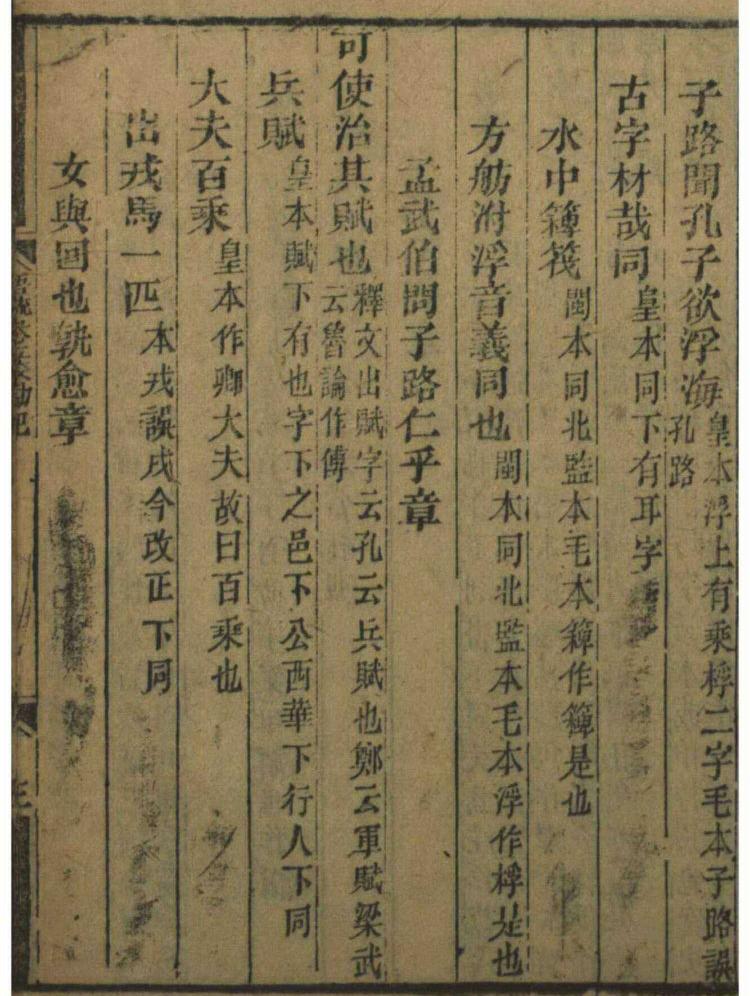 子路聞孔子欲浮海皇本浮上有乘桴二字毛本子路誤孔路
古字材哉同皇本同下有耳字
水中䉬筏閩本同北監本毛本䉬作簰是也
方舫泭浮音義同也閩本同北監本毛本浮作桴是也
孟武伯問子路仁乎章
可使治其賦也釋文出賦字云孔云兵賦也鄭云軍賦梁武云魯論作傅
兵賦皇本賦下有也字下之邑下公西華下行人下同
大夫百乘皇本作卿大夫故曰百乘也
出戎馬一匹本戎誤戌今改正下同
女與回也孰愈章